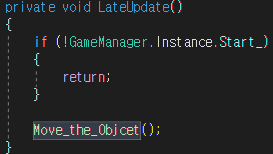 private void LateUpdate()
{
if (!GameManager.Instance.Start_)
{
return;
}
Move_the_Objcet();
}